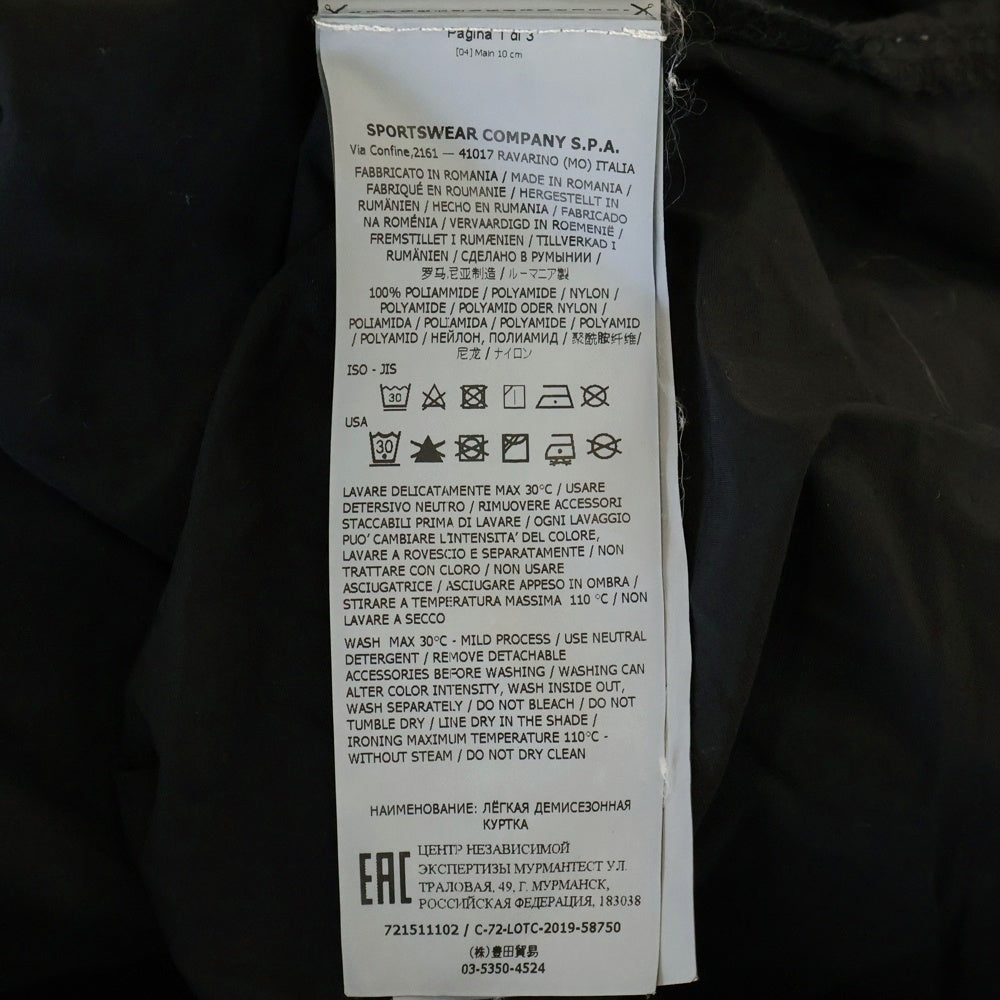 Pagina 1 di 3
[04] Main 10 cm
SPORTSWEAR COMPANY S.P.A.
Via Confine,2161 — 41017 RAVARINO (MO) ITALIA
FABBRICATO IN ROMANIA / MADE IN ROMANIA /
FABRIQUÉ EN ROUMANIE / HERGESTELLT IN
RUMÄNIEN / HECHO EN RUMANIA / FABRICADO
NA ROMÉNIA / VERVAARDIGD IN ROEMENIË /
FREMSTILLET I RUMÆNIEN / TILLVERKAD I
RUMÄNIEN / СДЕЛАНО В РУМЫНИИ /
罗马尼亚制造 / ルーマニア製
100% POLIAMMIDE / POLYAMIDE / NYLON /
POLYAMIDE / POLYAMID ODER NYLON /
POLIAMIDA / POLIAMIDA / POLYAMIDE / POLYAMID
/ POLYAMID / НЕЙЛОН, ПОЛИАМИД / 聚酰胺纤维/
尼龙 / ナイロン
ISO - JIS
30
USA
30
LAVARE DELICATAMENTE MAX 30°C / USARE
DETERSIVO NEUTRO / RIMUOVERE ACCESSORI
STACCABILI PRIMA DI LAVARE / OGNI LAVAGGIO
PUO' CAMBIARE L'INTENSITA' DEL COLORE,
LAVARE A ROVESCIO E SEPARATAMENTE / NON
TRATTARE CON CLORO / NON USARE
ASCIUGATRICE / ASCIUGARE APPESO IN OMBRA /
STIRARE A TEMPERATURA MASSIMA 110 °C / NON
LAVARE A SECCO
WASH MAX 30°C - MILD PROCESS / USE NEUTRAL
DETERGENT / REMOVE DETACHABLE
ACCESSORIES BEFORE WASHING / WASHING CAN
ALTER COLOR INTENSITY, WASH INSIDE OUT,
WASH SEPARATELY / DO NOT BLEACH / DO NOT
TUMBLE DRY / LINE DRY IN THE SHADE /
IRONING MAXIMUM TEMPERATURE 110°C -
WITHOUT STEAM / DO NOT DRY CLEAN
НАИМЕНОВАНИЕ: ЛЁГКАЯ ДЕМИСЕЗОННАЯ
КУРТКА
EAC
ЦЕНТР НЕЗАВИСИМОЙ
ЭКСПЕРТИЗЫ МУРМАНТЕСТ УЛ.
ТРАЛОВАЯ, 49, Г. МУРМАНСК,
РОССИЙСКАЯ ФЕДЕРАЦИЯ, 183038
721511102 / C-72-LOTC-2019-58750
(株)豊田貿易
03-5350-4524